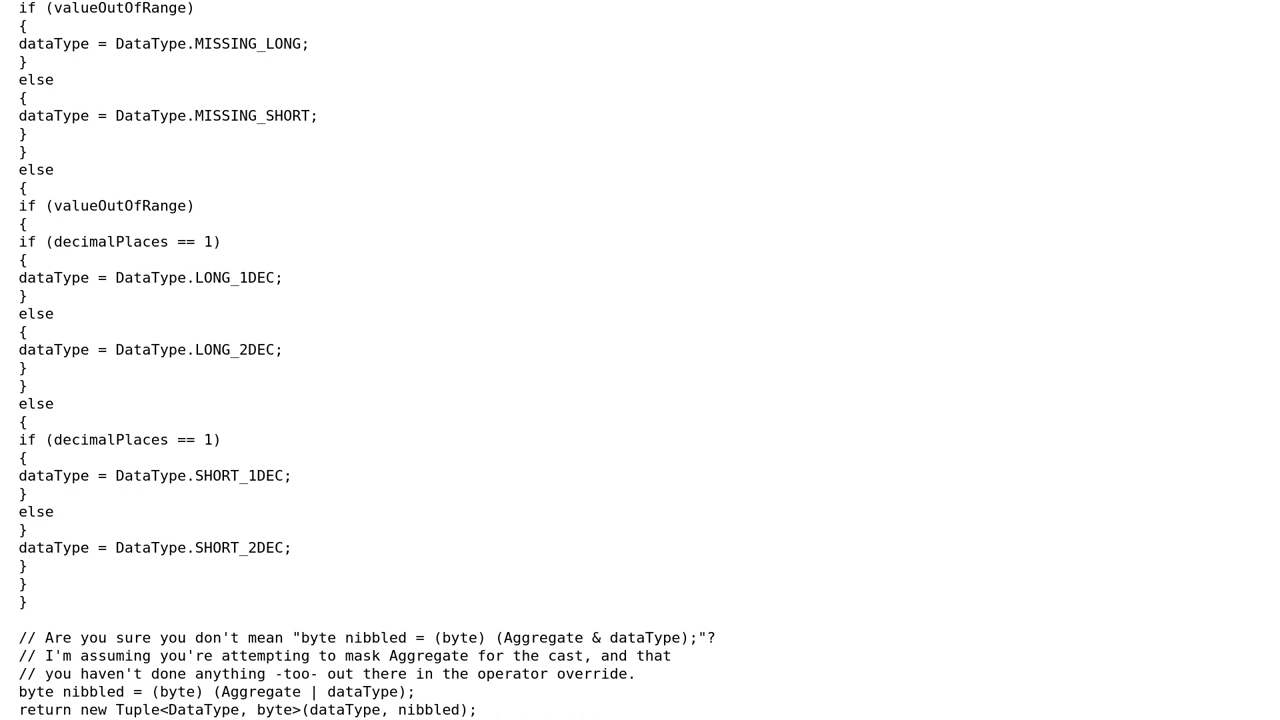 if (valueOutOfRange)
{
dataType = DataType.MISSING_LONG;
}
else
{
dataType = DataType.MISSING_SHORT;
}
}
else
{
if (valueOutOfRange)
{
if (decimalPlaces == 1)
{
dataType = DataType.LONG_1DEC;
}
else
{
dataType = DataType.LONG_2DEC;
}
}
else
{
if (decimalPlaces == 1)
{
dataType = DataType.SHORT_1DEC;
}
else
}
dataType = DataType.SHORT_2DEC;
}
}
}
// Are you sure you don't mean "byte nibbled = (byte) (Aggregate & dataType);"?
// I'm assuming you're attempting to mask Aggregate for the cast, and that
// you haven't done anything -too- out there in the operator override.
byte nibbled = (byte) (Aggregate | dataType);
return new Tuple<DataType, byte>(dataType, nibbled);